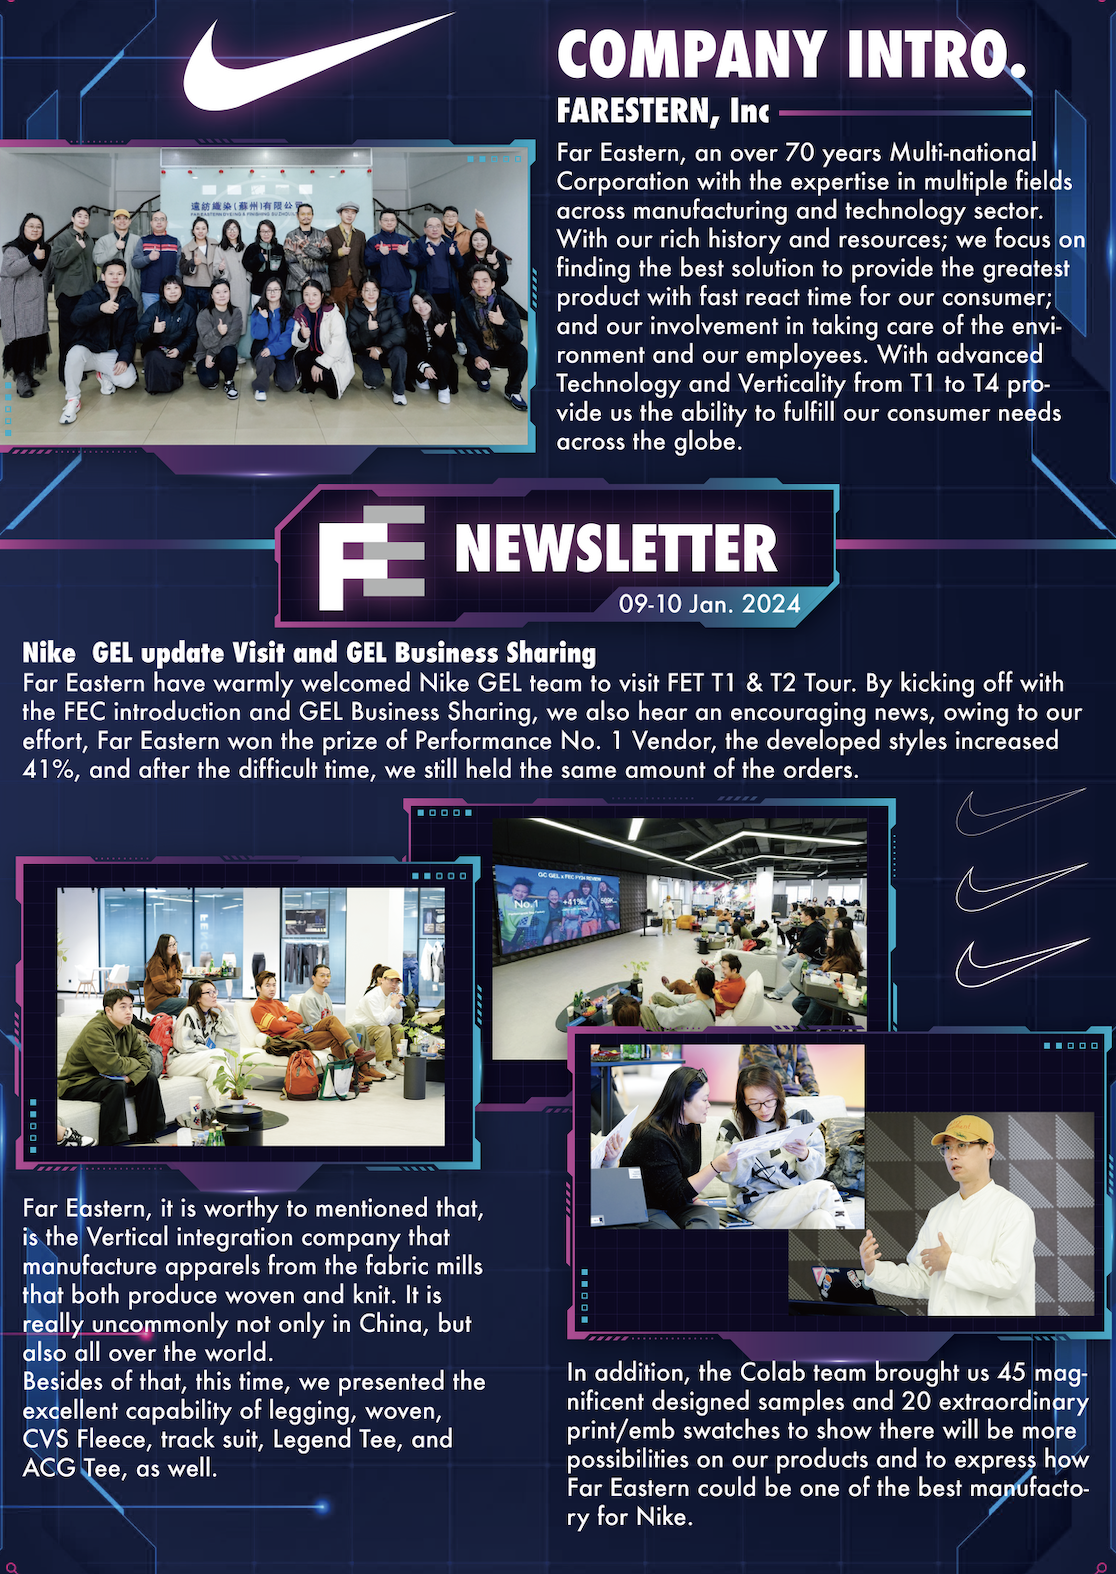 COMPANY INTRO.
FARESTERN, Inc
Far Eastern, an over 70 years Multi-national
Corporation with the expertise in multiple fields
across manufacturing and technology sector.
With our rich history and resources; we focus on
finding the best solution to provide the greatest
product with fast react time for our consumer;
and our involvement in taking care of the envi-
ronment and our employees. With advanced
Technology and Verticality from T1 to T4 pro-
vide us the ability to fulfill our consumer needs
across the globe.
遠紡織染(蘇州)有限公司
FAR EASTERN DYEING & FINISHING SUZHOU
FE NEWSLETTER
09-10 Jan. 2024
Nike  GEL update Visit and GEL Business Sharing
Far Eastern have warmly welcomed Nike GEL team to visit FET T1 & T2 Tour. By kicking off with
the FEC introduction and GEL Business Sharing, we also hear an encouraging news, owing to our
effort, Far Eastern won the prize of Performance No. 1 Vendor, the developed styles increased
41%, and after the difficult time, we still held the same amount of the orders.
GC GEL x FEC FY24 REVIEW
No.1 +41% 509K
Far Eastern, it is worthy to mentioned that,
is the Vertical integration company that
manufacture apparels from the fabric mills
that both produce woven and knit. It is
really uncommonly not only in China, but
also all over the world.
Besides of that, this time, we presented the
excellent capability of legging, woven,
CVS Fleece, track suit, Legend Tee, and
ACG Tee, as well.
In addition, the Colab team brought us 45 mag-
nificent designed samples and 20 extraordinary
print/emb swatches to show there will be more
possibilities on our products and to express how
Far Eastern could be one of the best manufacto-
ry for Nike.